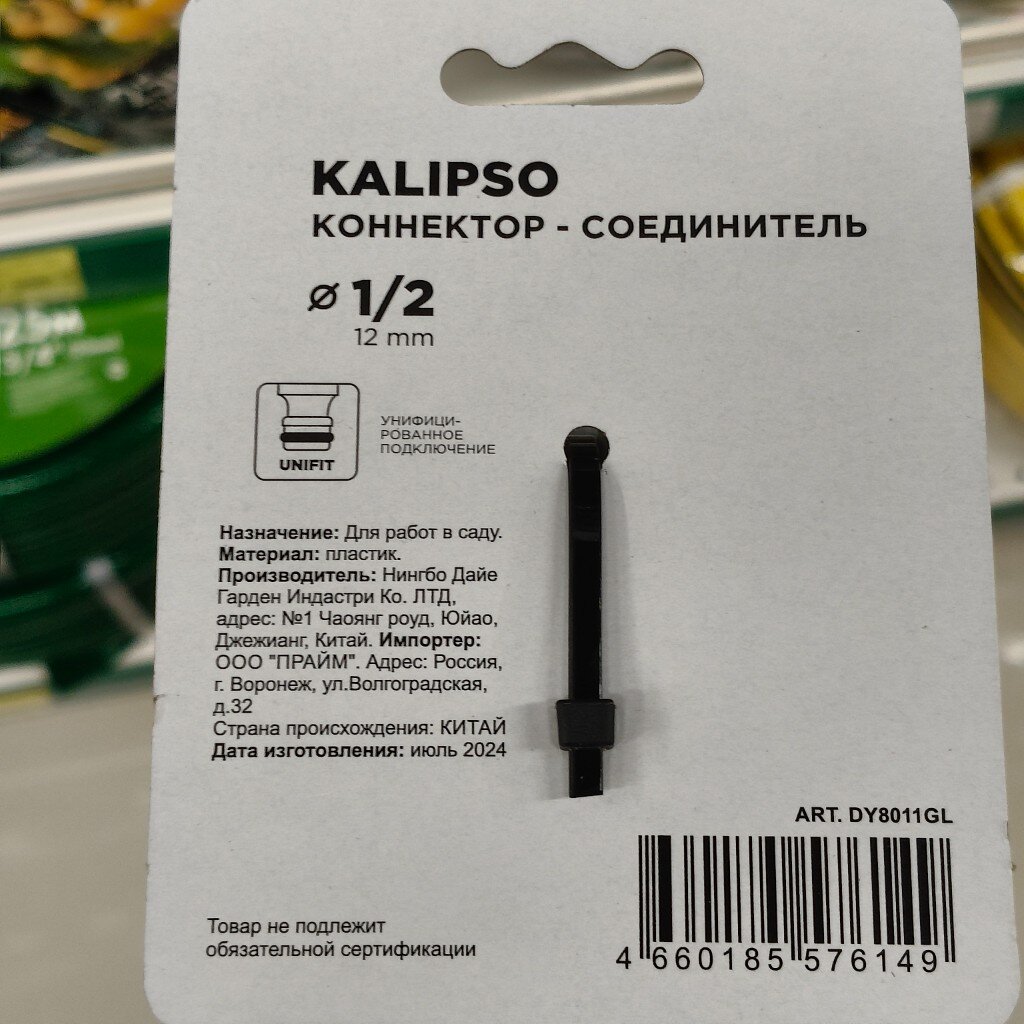 KALIPSO
КОННЕКТОР - СОЕДИНИТЕЛЬ
⌀ 1/2
12 mm
УНИФИЦИ-
РОВАННОЕ
ПОДКЛЮЧЕНИЕ
UNIFIT
Назначение: Для работ в саду.
Материал: пластик.
Производитель: Нингбо Дайе
Гарден Индастри Ко. ЛТД,
адрес: №1 Чаоянг роуд, Юйао,
Джежианг, Китай. Импортер:
ООО "ПРАЙМ". Адрес: Россия,
г. Воронеж, ул.Волгоградская,
д.32
Страна происхождения: КИТАЙ
Дата изготовления: июль 2024
ART. DY8011GL
4 660185 576149
Товар не подлежит
обязательной сертификации